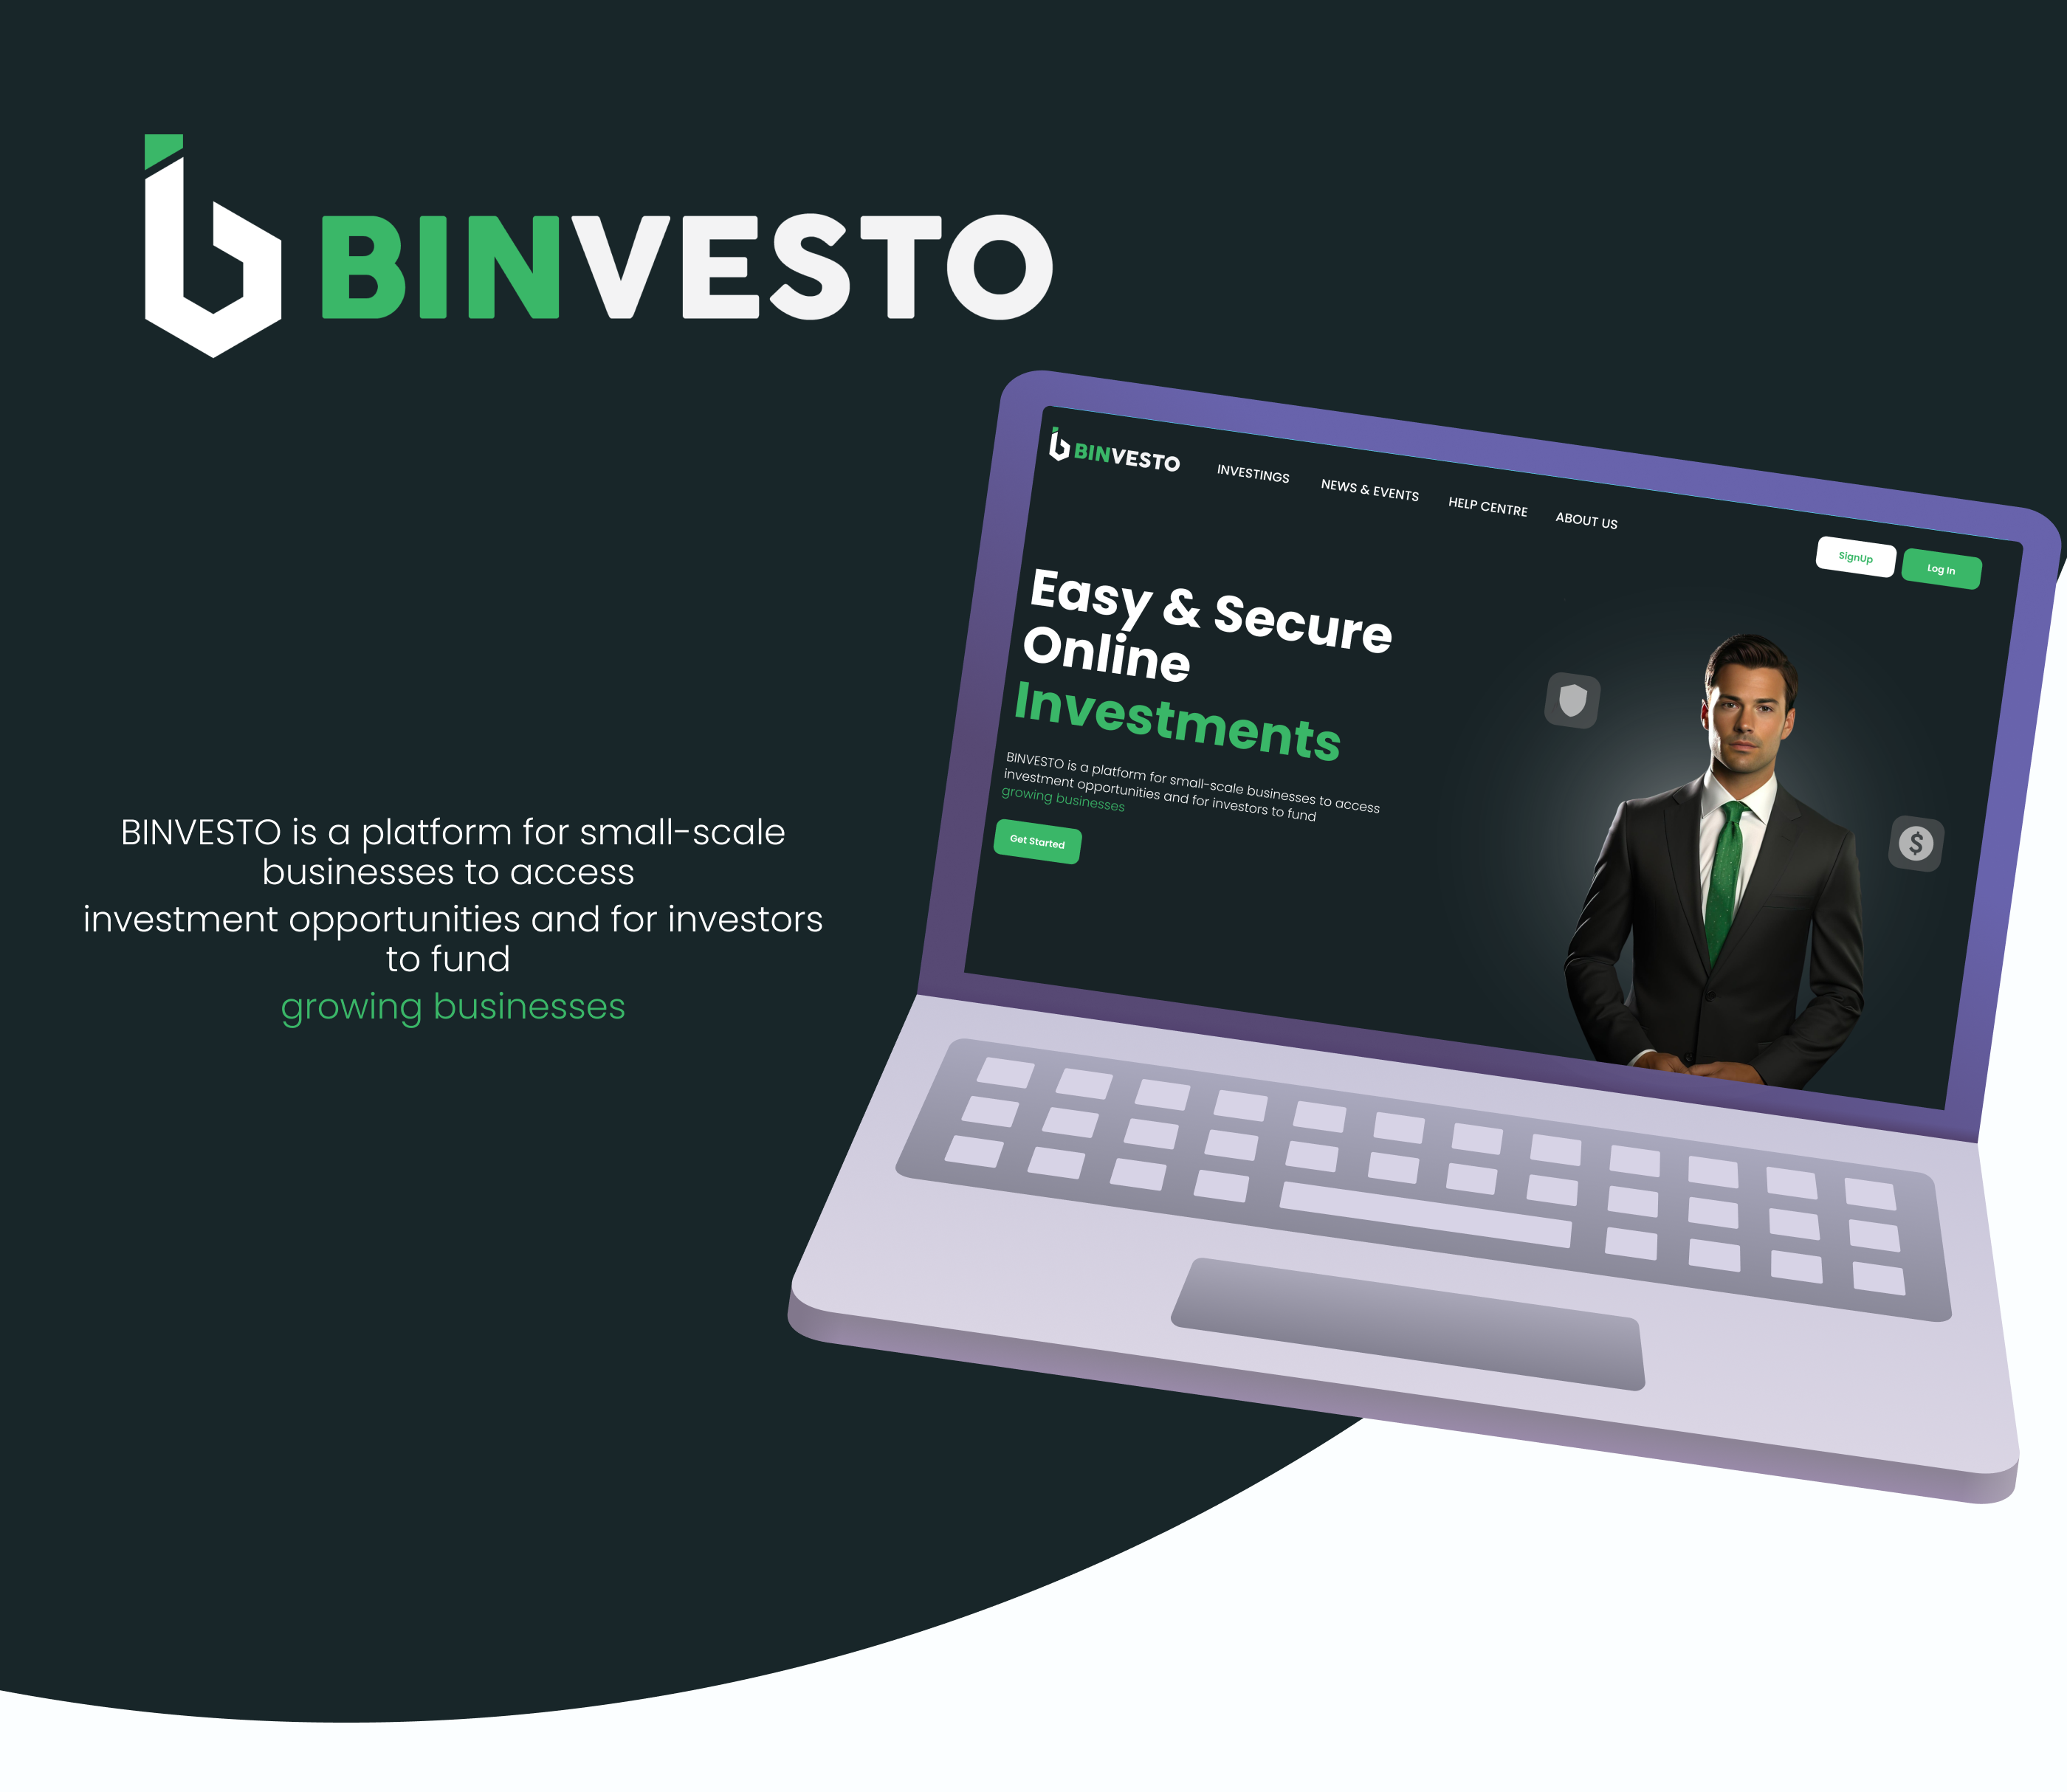 BINVESTO
BINVESTO
INVESTINGS
NEWS & EVENTS
HELP CENTRE
ABOUT US
SignUp
Log In
Easy & Secure
Online
Investments
BINVESTO is a platform for small-scale businesses to access
investment opportunities and for investors to fund
growing businesses
Get Started
$
BINVESTO is a platform for small-scale
businesses to access
investment opportunities and for investors
to fund
growing businesses